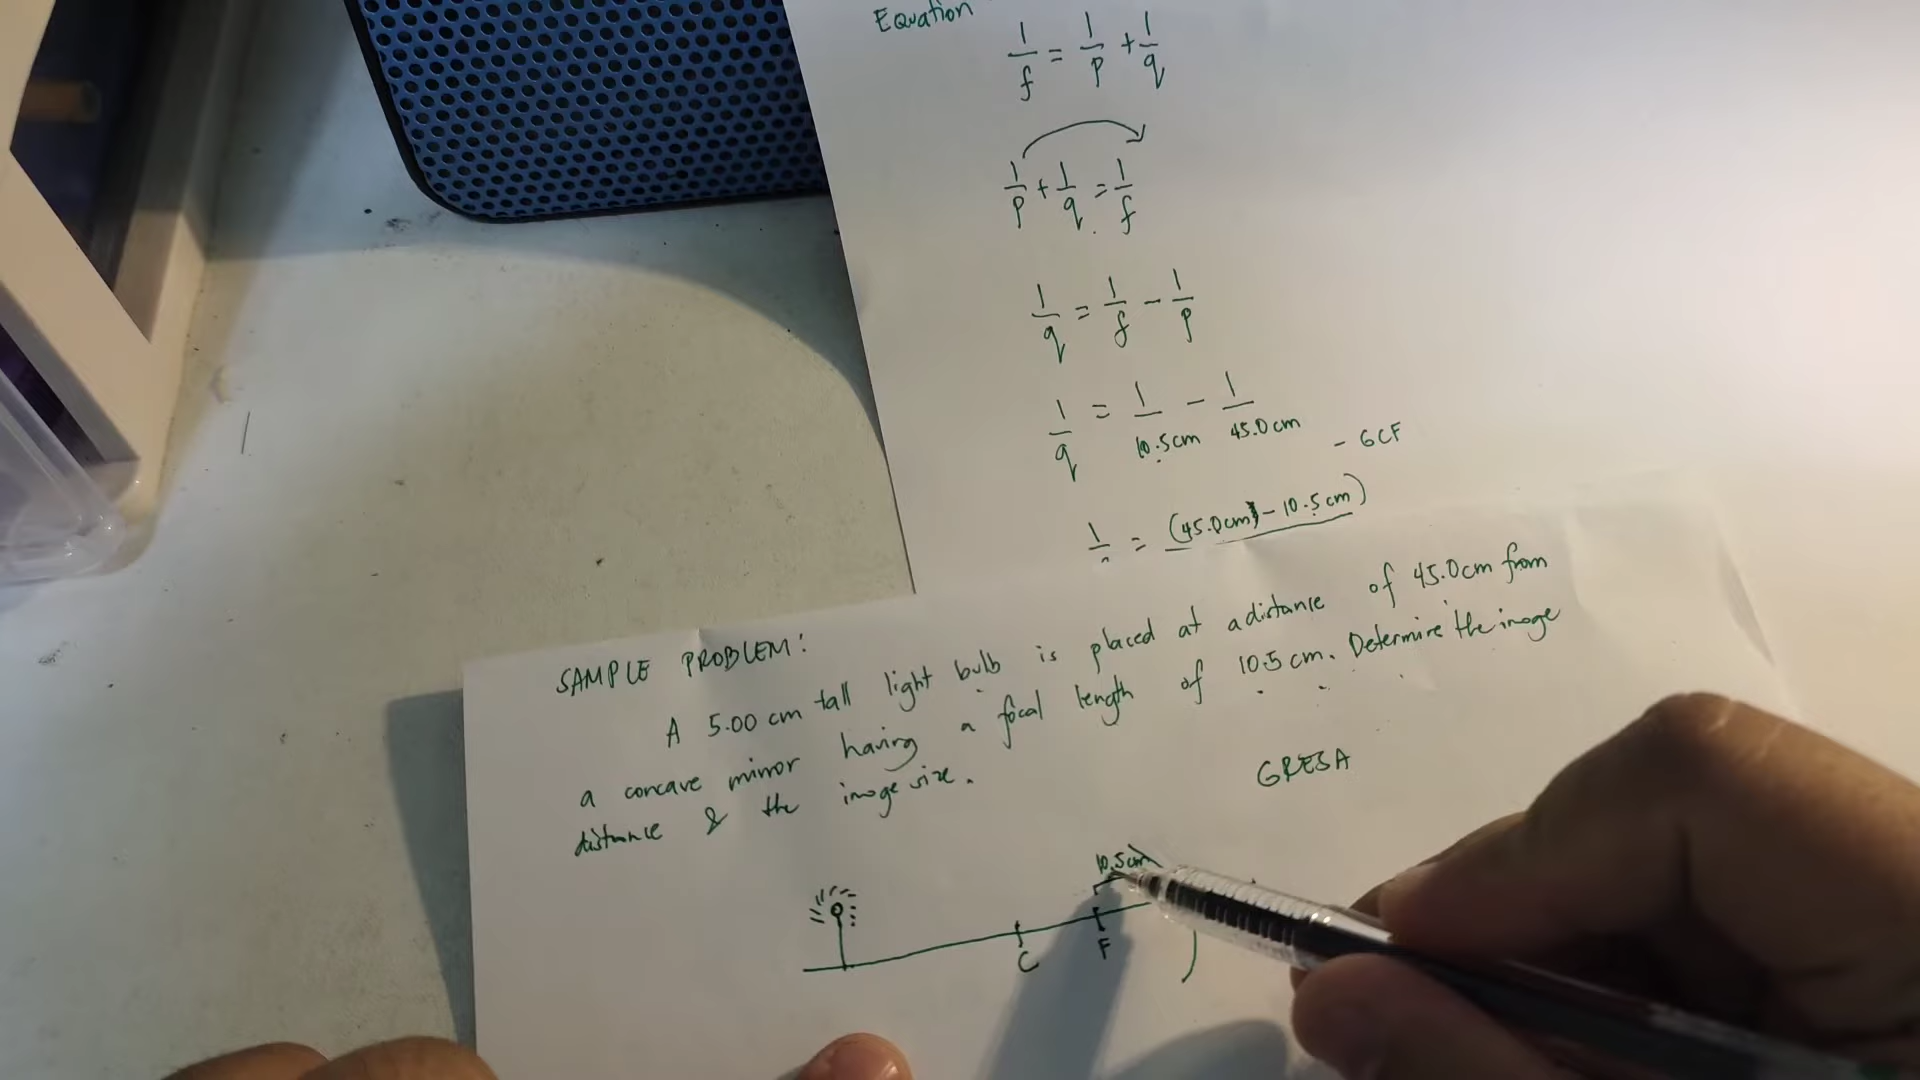 Equation
1/f = 1/p + 1/q
1/p + 1/q = 1/f
1/q = 1/f - 1/p
1/q = 1/10.5cm - 1/45.0cm
- GCF
1/ = (45.0cm) - 10.5cm)
SAMPLE PROBLEM:
A 5.00 cm tall light bulb is placed at a distance of 45.0cm from
a concave mirror having a focal length of 10.5 cm. Determine the image
distance & the image size.
GRESA
10.5cm
C F